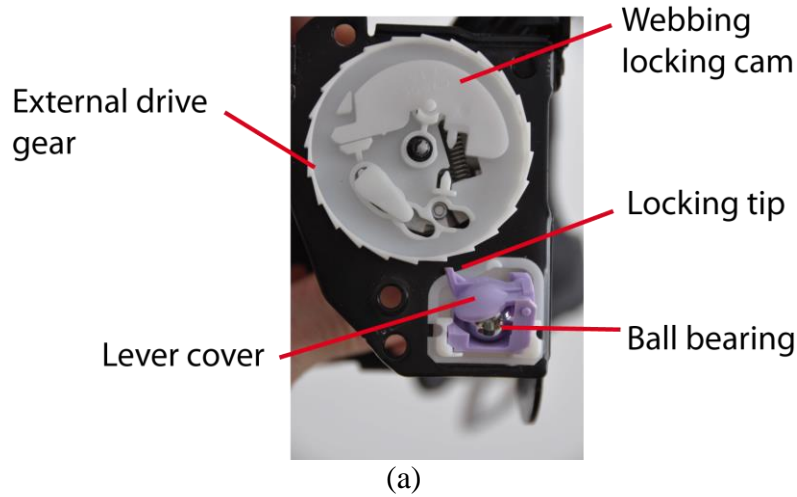 Webbing
locking cam
External drive
gear
Locking tip
Lever cover
Ball bearing
(a)